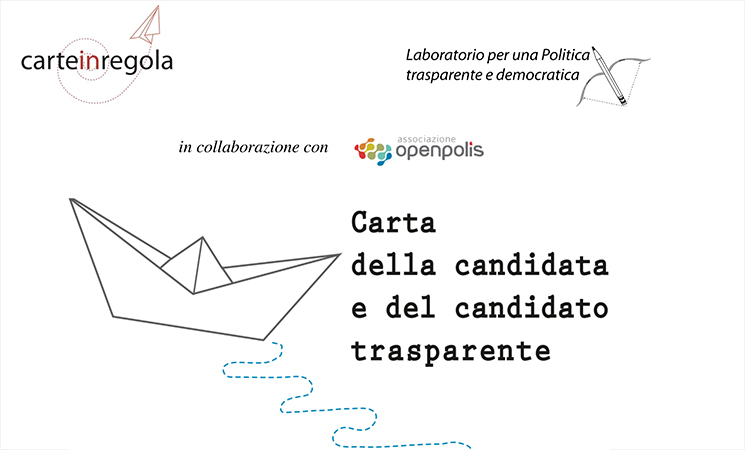 carteinregola
Laboratorio per una Politica
trasparente e democratica
in collaborazione con
associazione
openpolis
Carta
della candidata
e del candidato
trasparente